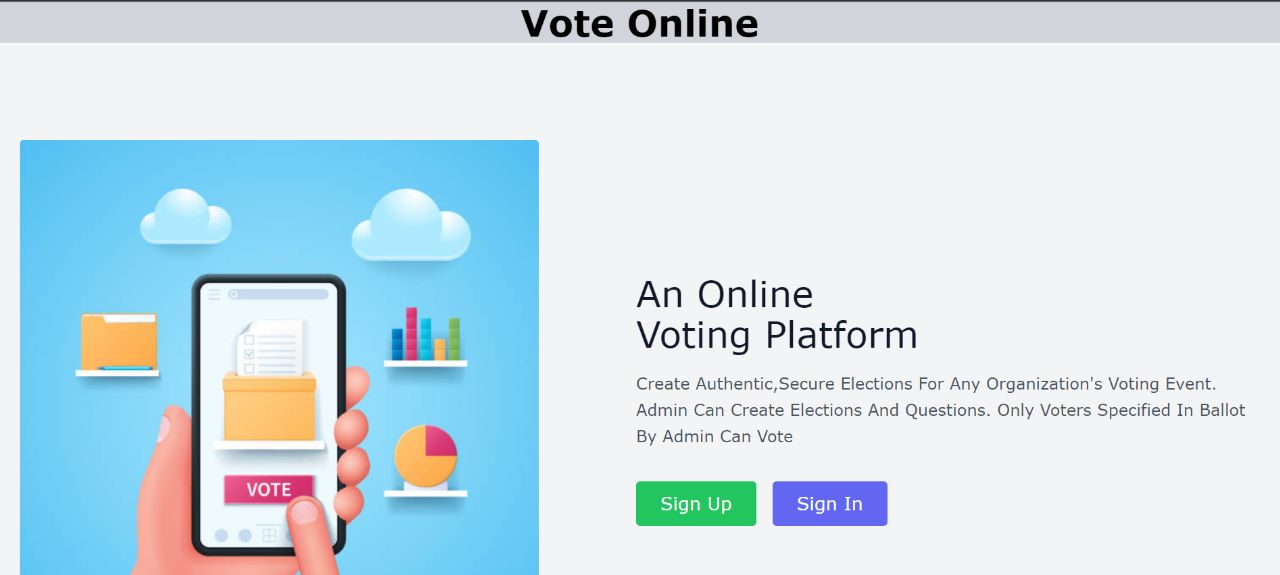 Vote Online
VOTE
An Online
Voting Platform
Create Authentic,Secure Elections For Any Organization's Voting Event.
Admin Can Create Elections And Questions. Only Voters Specified In Ballot
By Admin Can Vote
Sign Up
Sign In